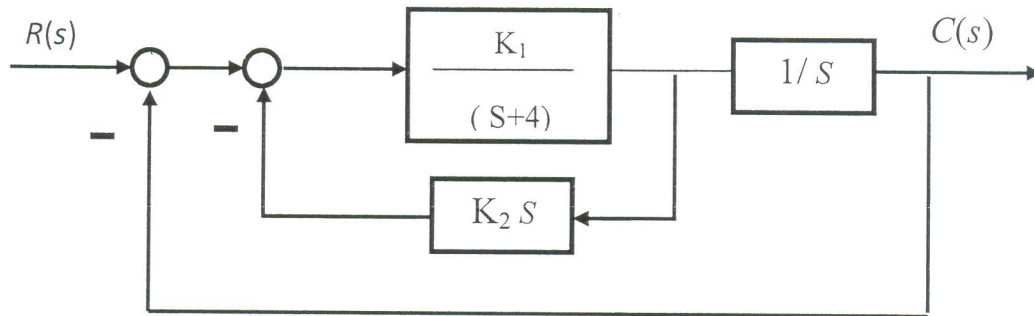 R(s)
K₁
( S+4)
1/ S
C(s)
K₂ S